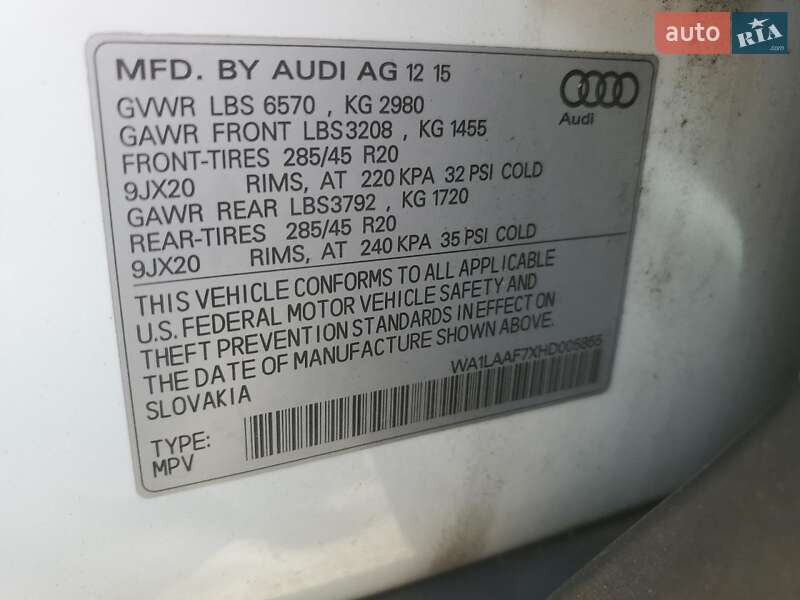 auto RIA.com
MFD. BY AUDI AG 12 15
Audi
GVWR LBS 6570 , KG 2980
GAWR FRONT LBS3208 , KG 1455
FRONT-TIRES 285/45 R20
9JX20 RIMS, AT 220 KPA 32 PSI COLD
GAWR REAR LBS3792 , KG 1720
REAR-TIRES 285/45 R20
9JX20 RIMS, AT 240 KPA 35 PSI COLD
THIS VEHICLE CONFORMS TO ALL APPLICABLE
U.S. FEDERAL MOTOR VEHICLE SAFETY AND
THEFT PREVENTION STANDARDS IN EFFECT ON
THE DATE OF MANUFACTURE SHOWN ABOVE.
SLOVAKIA
WA1LAAF7XHD005855
TYPE:
MPV